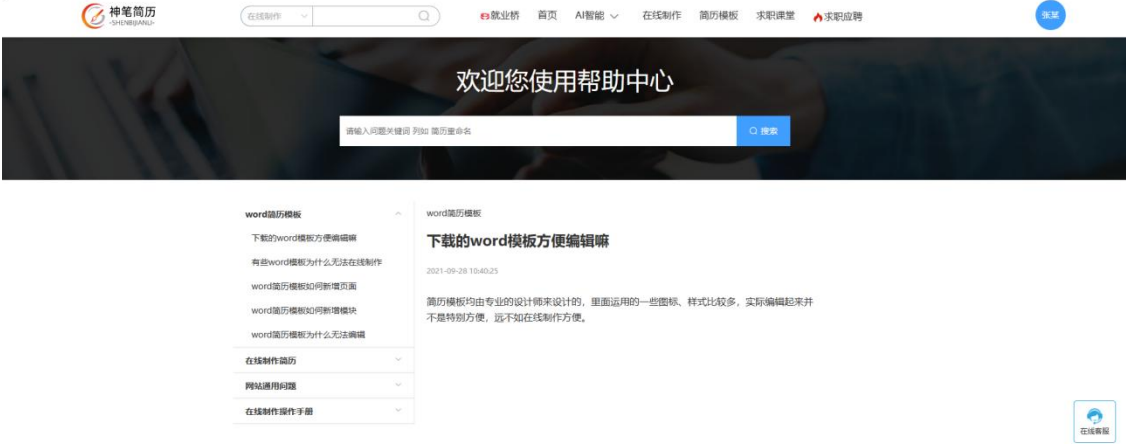 神笔简历
-SHENBIJIANLI-
在线制作
就业桥 首页 AI智能 在线制作 简历模板 求职课堂 求职应聘
张某
欢迎您使用帮助中心
请输入问题关键词 列如 简历重命名
搜索
word简历模板
下载的word模板方便编辑嘛
有些word模板为什么无法在线制作
word简历模板如何新增页面
word简历模板如何新增模块
word简历模板为什么无法编辑
在线制作简历
网站通用问题
在线制作操作手册
word简历模板
下载的word模板方便编辑嘛
2021-09-28 10:40:25
简历模板均由专业的设计师来设计的，里面运用的一些图标、样式比较多，实际编辑起来并
不是特别方便，远不如在线制作方便。
在线客服